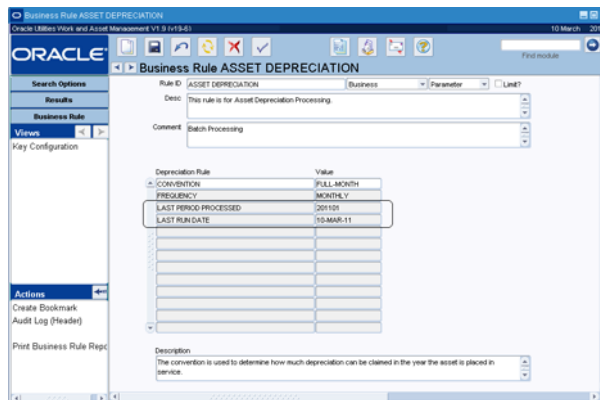 Business Rule ASSET DEPRECIATION
Oracle Utilities Work and Asset Management V1.9 (v19-6)
10 March 201
ORACLE
Business Rule ASSET DEPRECIATION
Find module
Search Options
Results
Business Rule
Views
Key Configuration
Rule ID ASSET DEPRECIATION Business Parameter Limit?
Desc This rule is for Asset Depreciation Processing.
Comment Batch Processing
Depreciation Rule Value
CONVENTION FULL-MONTH
FREQUENCY MONTHLY
LAST PERIOD PROCESSED 201101
LAST RUN DATE 10-MAR-11
Actions
Create Bookmark
Audit Log (Header)
Print Business Rule Repo
Description
The convention is used to determine how much depreciation can be claimed in the year the asset is placed in
service.